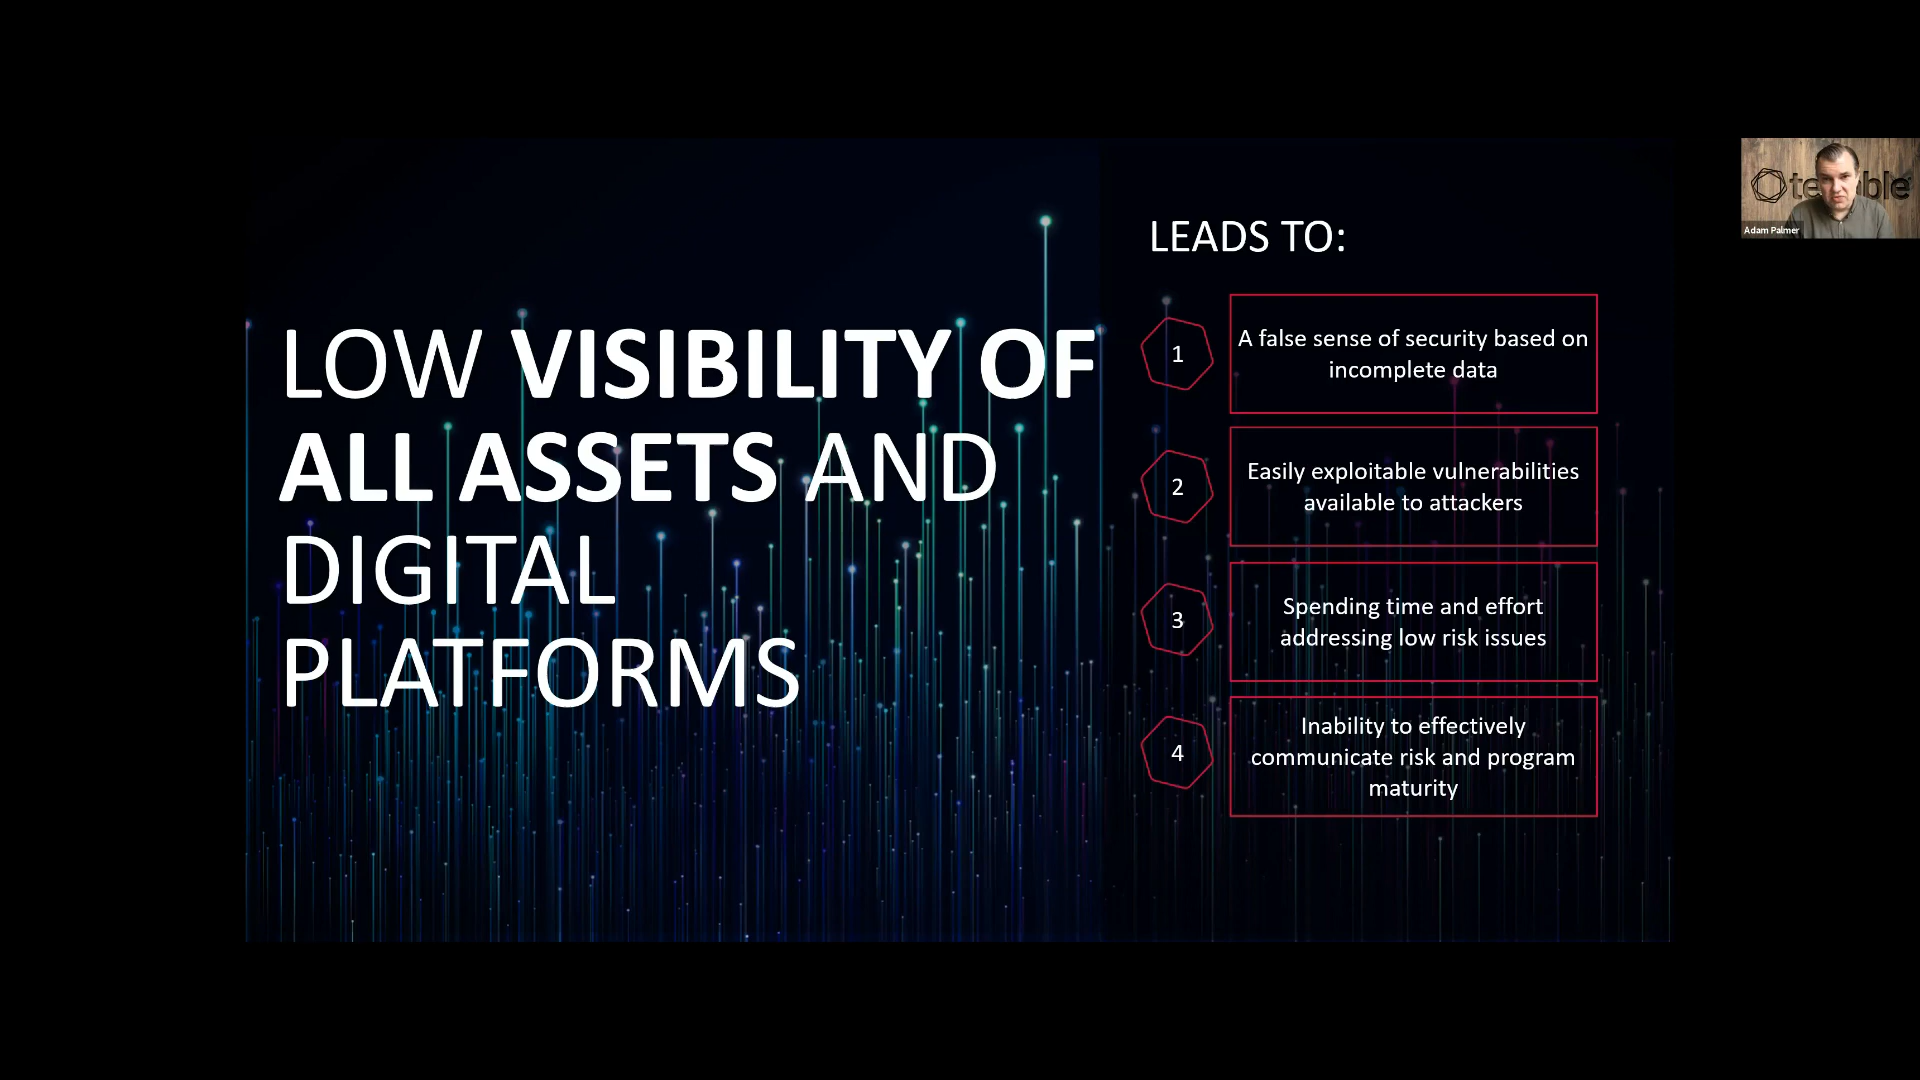 LOW VISIBILITY OF
ALL ASSETS AND
DIGITAL
PLATFORMS
LEADS TO:
1
A false sense of security based on
incomplete data
2
Easily exploitable vulnerabilities
available to attackers
3
Spending time and effort
addressing low risk issues
4
Inability to effectively
communicate risk and program
maturity
Adam Palmer